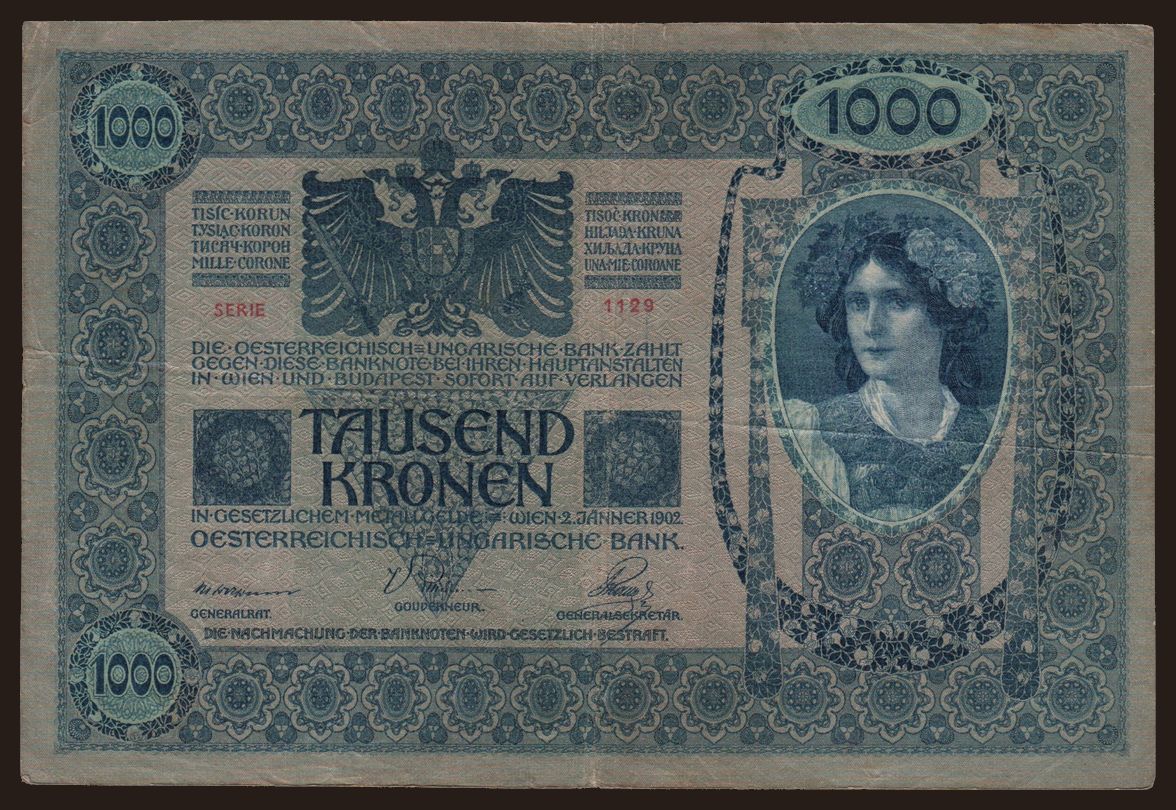 1000
1000
TISÍC·KORUN
TYSIĄC·KORON
ТИСЯЧ·КОРОН
MILLE·CORONE
TISOČ·KRON
HILJADA·KRUNA
ХИЉАДА·КРУНА
UNA·MIE·COROANE
SERIE
1129
DIE·OESTERREICHISCH=UNGARISCHE·BANK·ZAHLT
GEGEN·DIESE·BANKNOTE·BEI·IHREN·HAUPTANSTALTEN
IN·WIEN·UND·BUDAPEST·SOFORT·AUF·VERLANGEN
TAUSEND
KRONEN
IN·GESETZLICHEM·METALLGELDE·=·WIEN·2.JÄNNER·1902.
OESTERREICHISCH=UNGARISCHE BANK.
GENERALRAT.
GOUVERNEUR.
GENERALSEKRETÄR.
DIE·NACHMACHUNG·DER·BANKNOTEN·WIRD·GESETZLICH·BESTRAFT.
1000